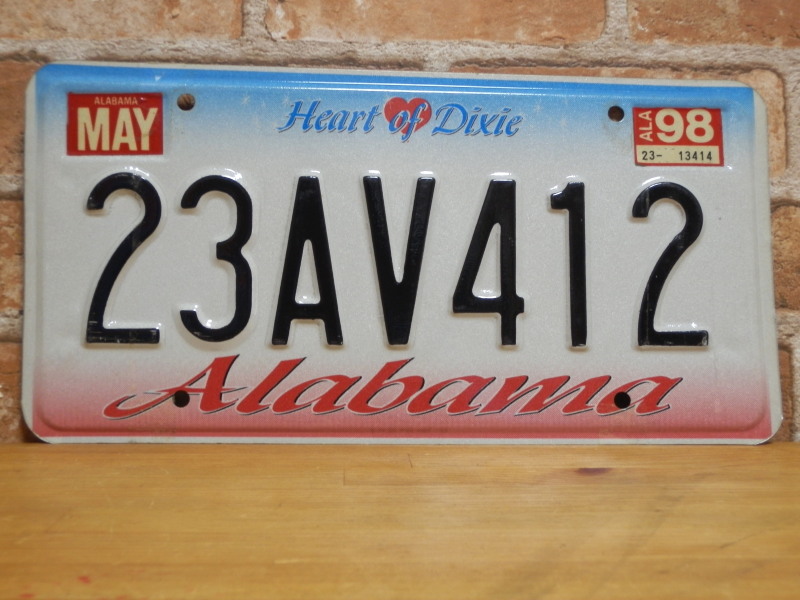 ALABAMA
MAY
Heart of Dixie
ALA 98
23- 13414
23AV412
Alabama